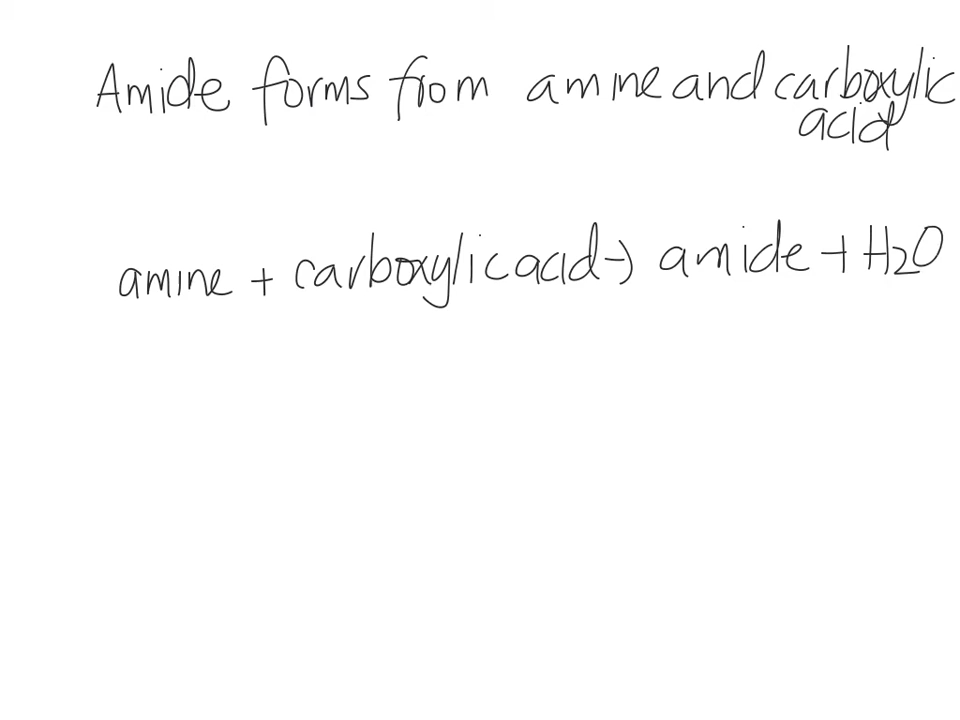 Amide forms from amine and carboxylic
acid
amine + carboxylic acid → amide + H2O